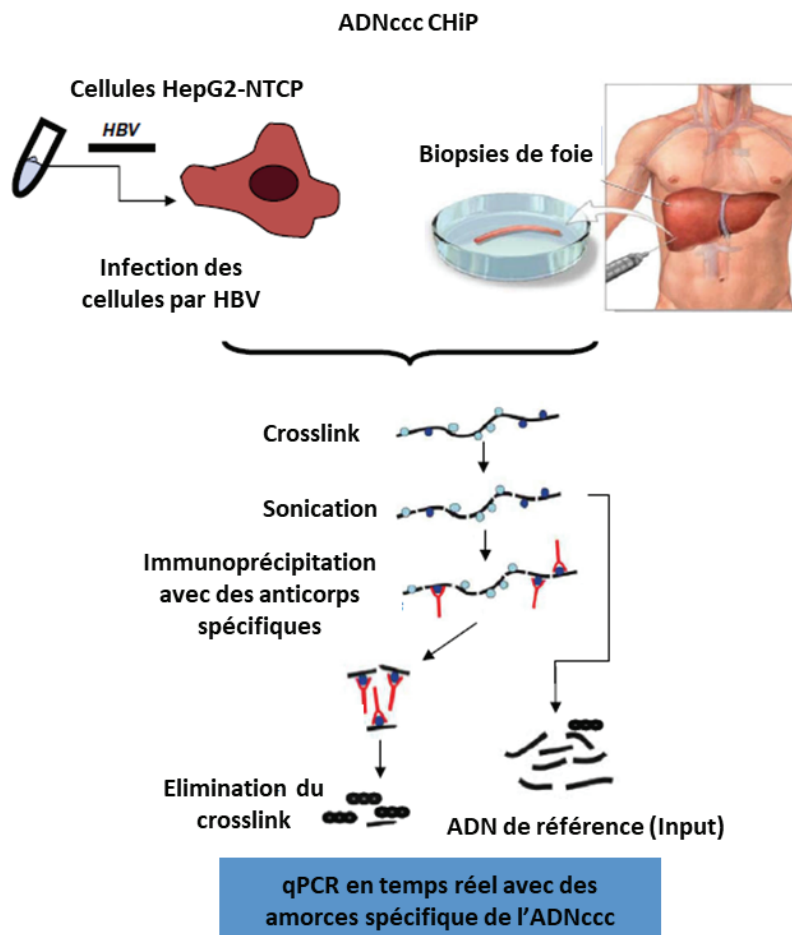 ADNccc CHiP
Cellules HepG2-NTCP
HBV
Biopsies de foie
Infection des
cellules par HBV
Crosslink
Sonication
Immunoprécipitation
avec des anticorps
spécifiques
Elimination du
crosslink
ADN de référence (Input)
qPCR en temps réel avec des
amorces spécifique de l'ADNccc